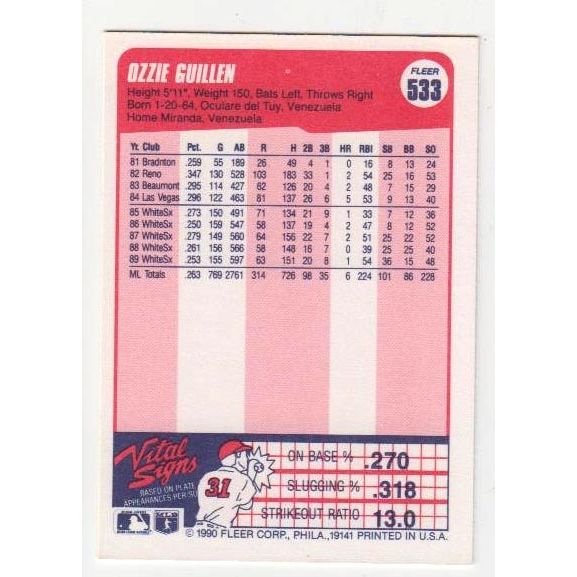 OZZIE GUILLEN
FLEER
533
Height 5'11", Weight 150, Bats Left, Throws Right
Born 1-20-64, Oculare del Tuy, Venezuela
Home Miranda, Venezuela
Yr. Club Pct. G AB R H 2B 3B HR RBI SB BB SO
81 Bradnton .259 55 189 26 49 4 1 0 16 8 13 24
82 Reno .347 130 528 103 183 33 1 2 54 25 16 53
83 Beaumont .295 114 427 62 126 20 4 2 48 7 15 29
84 Las Vegas .296 122 463 81 137 26 6 5 53 9 13 40
85 WhiteSx .273 150 491 71 134 21 9 1 33 7 12 36
86 WhiteSx .250 159 547 58 137 19 4 2 47 8 12 52
87 WhiteSx .279 149 560 64 156 22 7 2 51 25 22 52
88 WhiteSx .261 156 566 58 148 16 7 0 39 25 25 40
89 WhiteSx .253 155 597 63 151 20 8 1 54 36 15 48
ML Totals .263 769 2761 314 726 98 35 6 224 101 86 228
Vital Signs
BASED ON PLATE
APPEARANCES PER
31
ON BASE % .270
SLUGGING % .318
STRIKEOUT RATIO 13.0
© 1990 FLEER CORP., PHILA., 19141 PRINTED IN U.S.A.